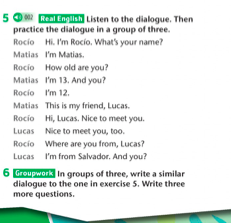 5 002 Real English Listen to the dialogue. Then
practice the dialogue in a group of three.
Rocío Hi. I'm Rocío. What's your name?
Matias I'm Matias.
Rocío How old are you?
Matias I'm 13. And you?
Rocío I'm 12.
Matias This is my friend, Lucas.
Rocío Hi, Lucas. Nice to meet you.
Lucas Nice to meet you, too.
Rocío Where are you from, Lucas?
Lucas I'm from Salvador. And you?
6 Groupwork In groups of three, write a similar
dialogue to the one in exercise 5. Write three
more questions.